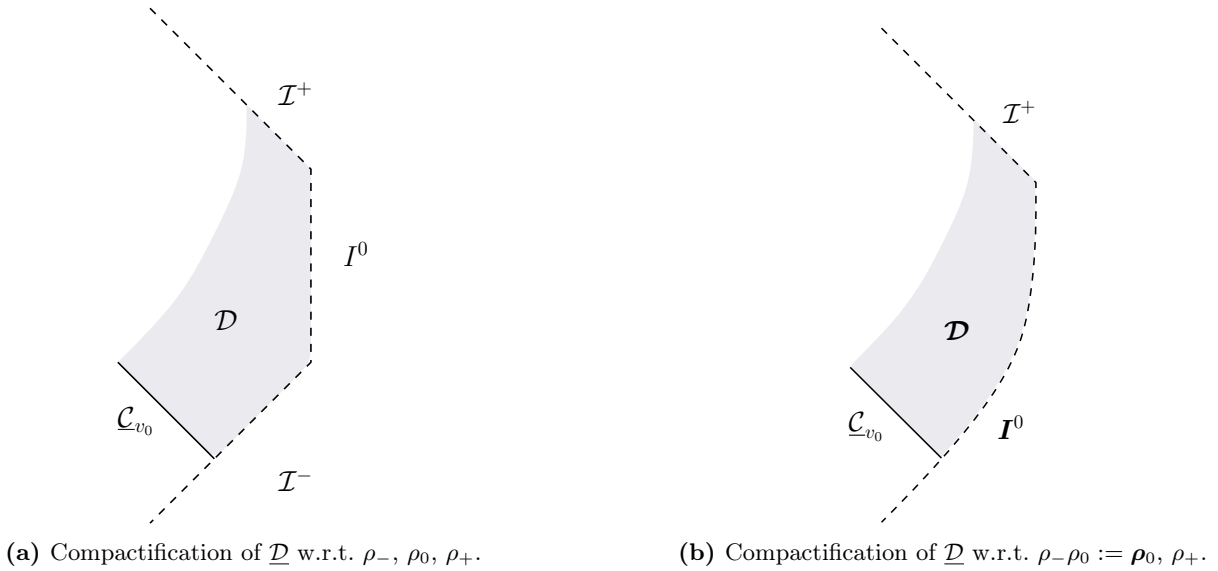 𝓘⁺
I⁰
𝓓
𝓒̲_{v₀}
𝓘⁻
(a) Compactification of 𝓓̲ w.r.t. ρ₋, ρ₀, ρ₊.
𝓘⁺
𝓓
𝓒̲_{v₀}
𝑰⁰
(b) Compactification of 𝓓̲ w.r.t. ρ₋ρ₀ := 𝝆₀, ρ₊.